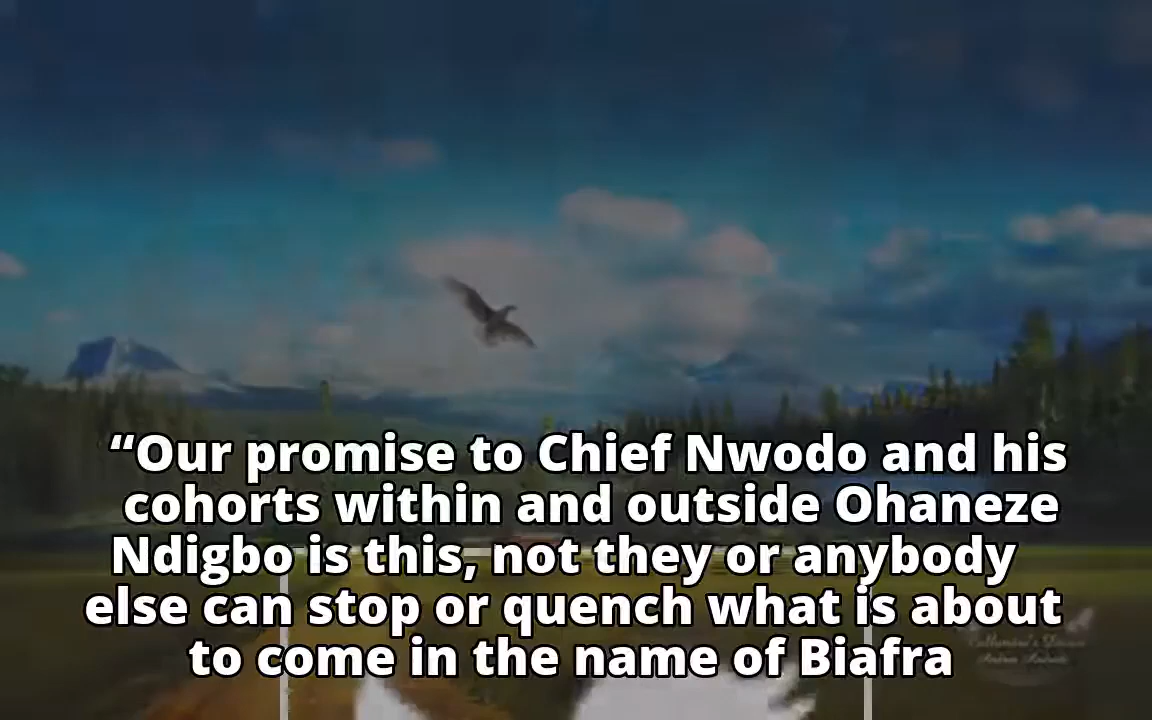 “Our promise to Chief Nwodo and his
cohorts within and outside Ohaneze
Ndigbo is this, not they or anybody
else can stop or quench what is about
to come in the name of Biafra